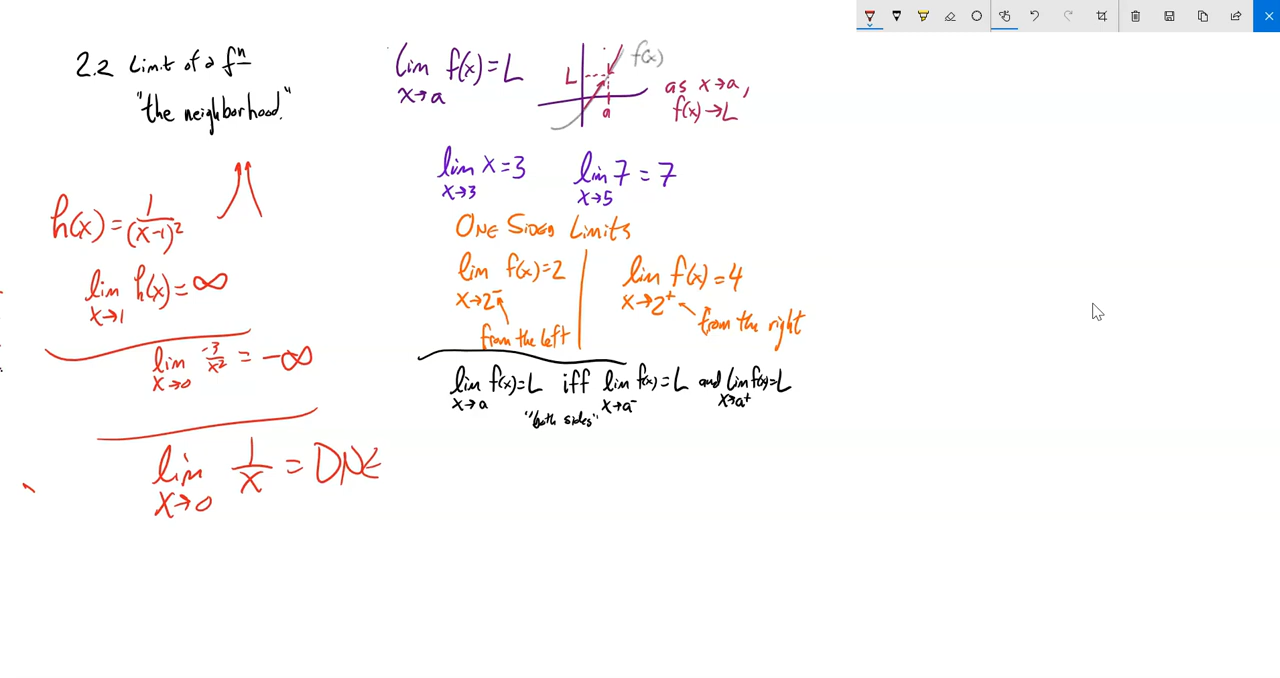 2.2 Limit of a fⁿ
"the neighborhood."
lim f(x)=L
x→a
L
a
f(x)
as x→a,
f(x)→L
lim x=3
x→3
lim 7=7
x→5
ONE SIDED LIMITS
lim f(x)=2
x→2⁻
from the left
lim f(x)=4
x→2⁺
from the right
lim f(x)=L iff lim f(x)=L and lim f(x)=L
x→a "both sides" x→a⁻ x→a⁺
h(x)=1/(x-1)²
lim h(x)=∞
x→1
lim -3/x² = -∞
x→0
lim 1/x = DNE
x→0